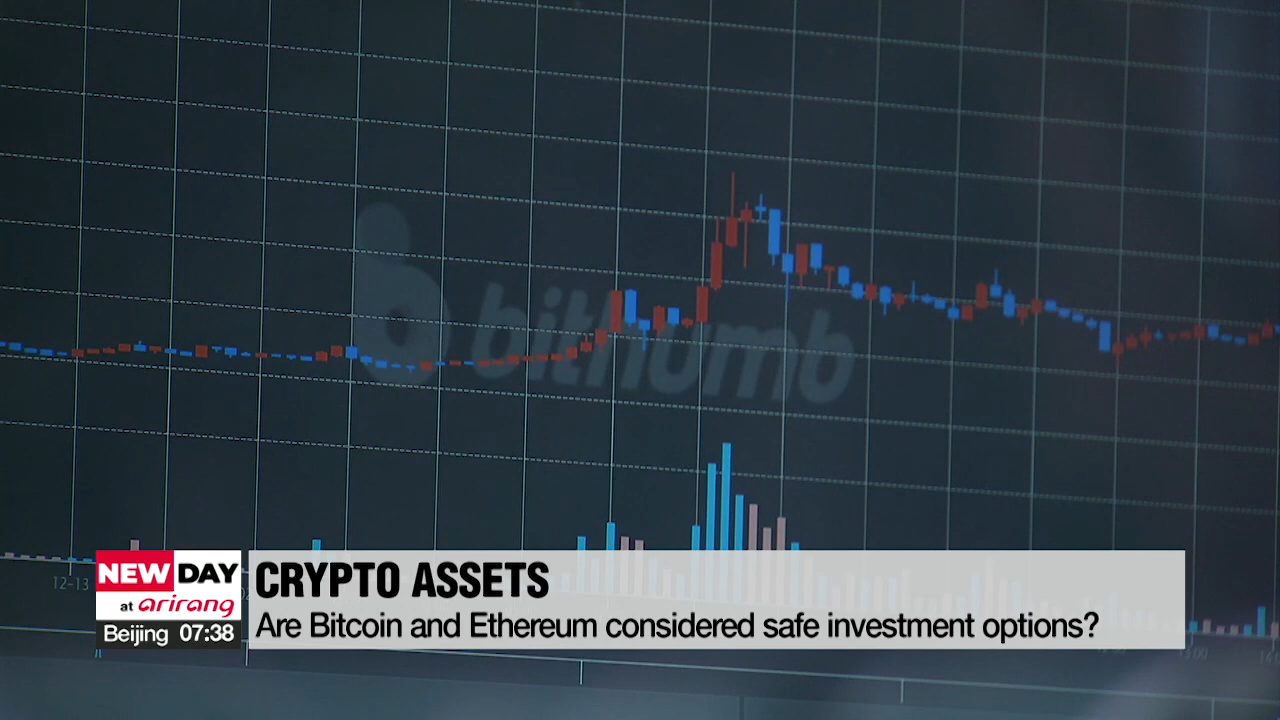 bithumb
12-13
NEW DAY
at arirang
Beijing 07:38
CRYPTO ASSETS
Are Bitcoin and Ethereum considered safe investment options?